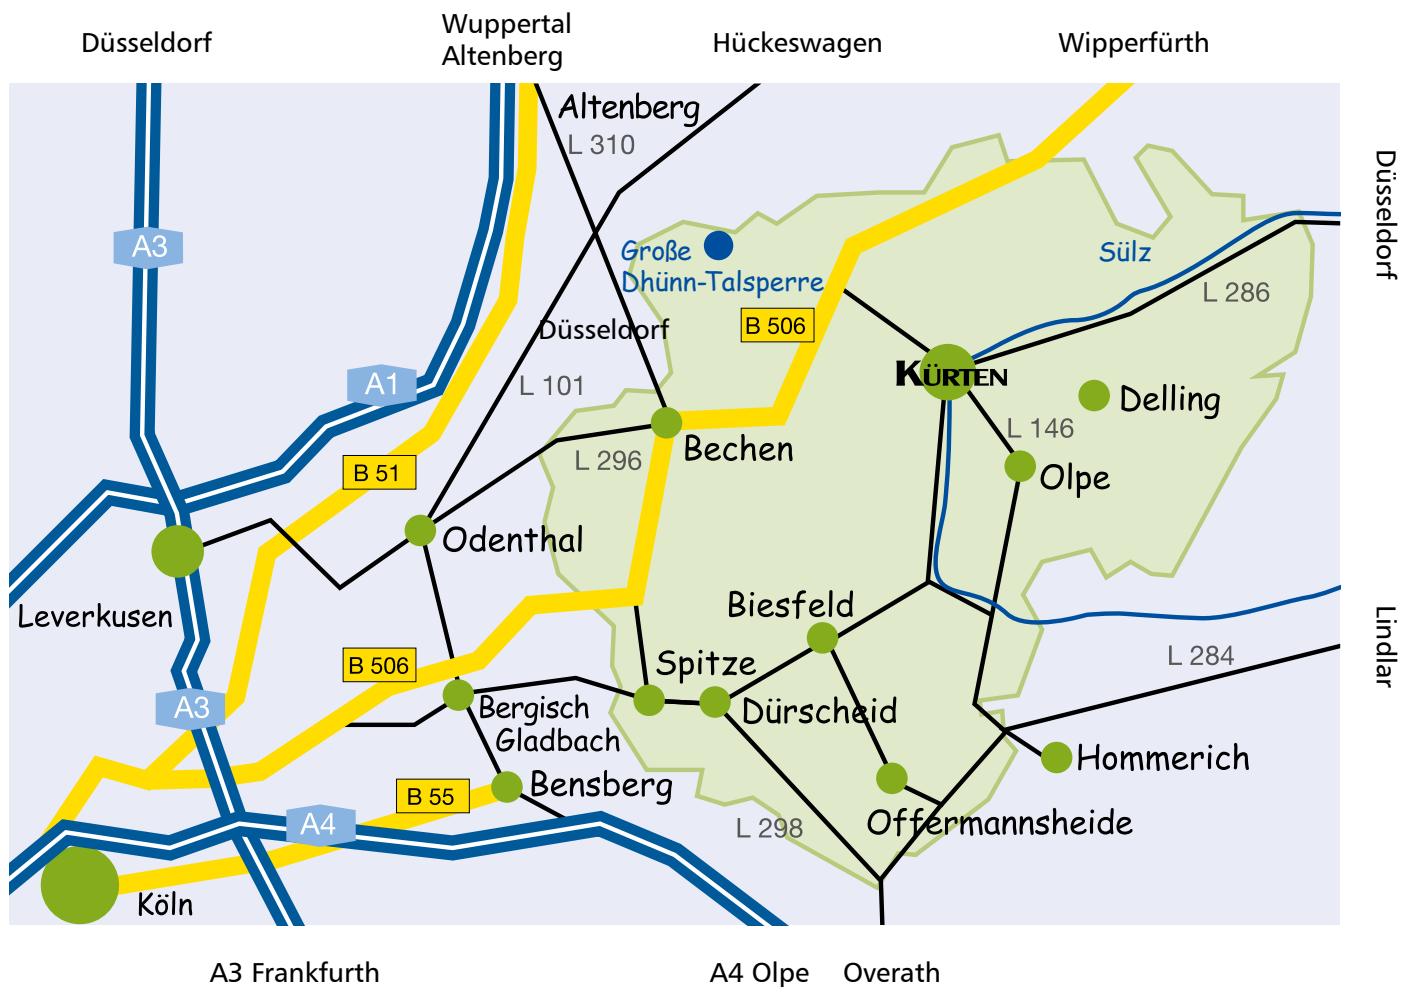 Düsseldorf
Wuppertal
Altenberg
Hückeswagen
Wipperfürth
Altenberg
L 310
Düsseldorf
A3
Große
Dhünn-Talsperre
Sülz
L 286
B 506
Düsseldorf
A1
L 101
KÜRTEN
Delling
L 146
B 51
L 296
Bechen
Olpe
Odenthal
Leverkusen
Biesfeld
Lindlar
B 506
Spitze
L 284
A3
Bergisch
Gladbach
Dürscheid
Hommerich
Bensberg
B 55
A4
L 298
Offermannsheide
Köln
A3 Frankfurth
A4 Olpe
Overath